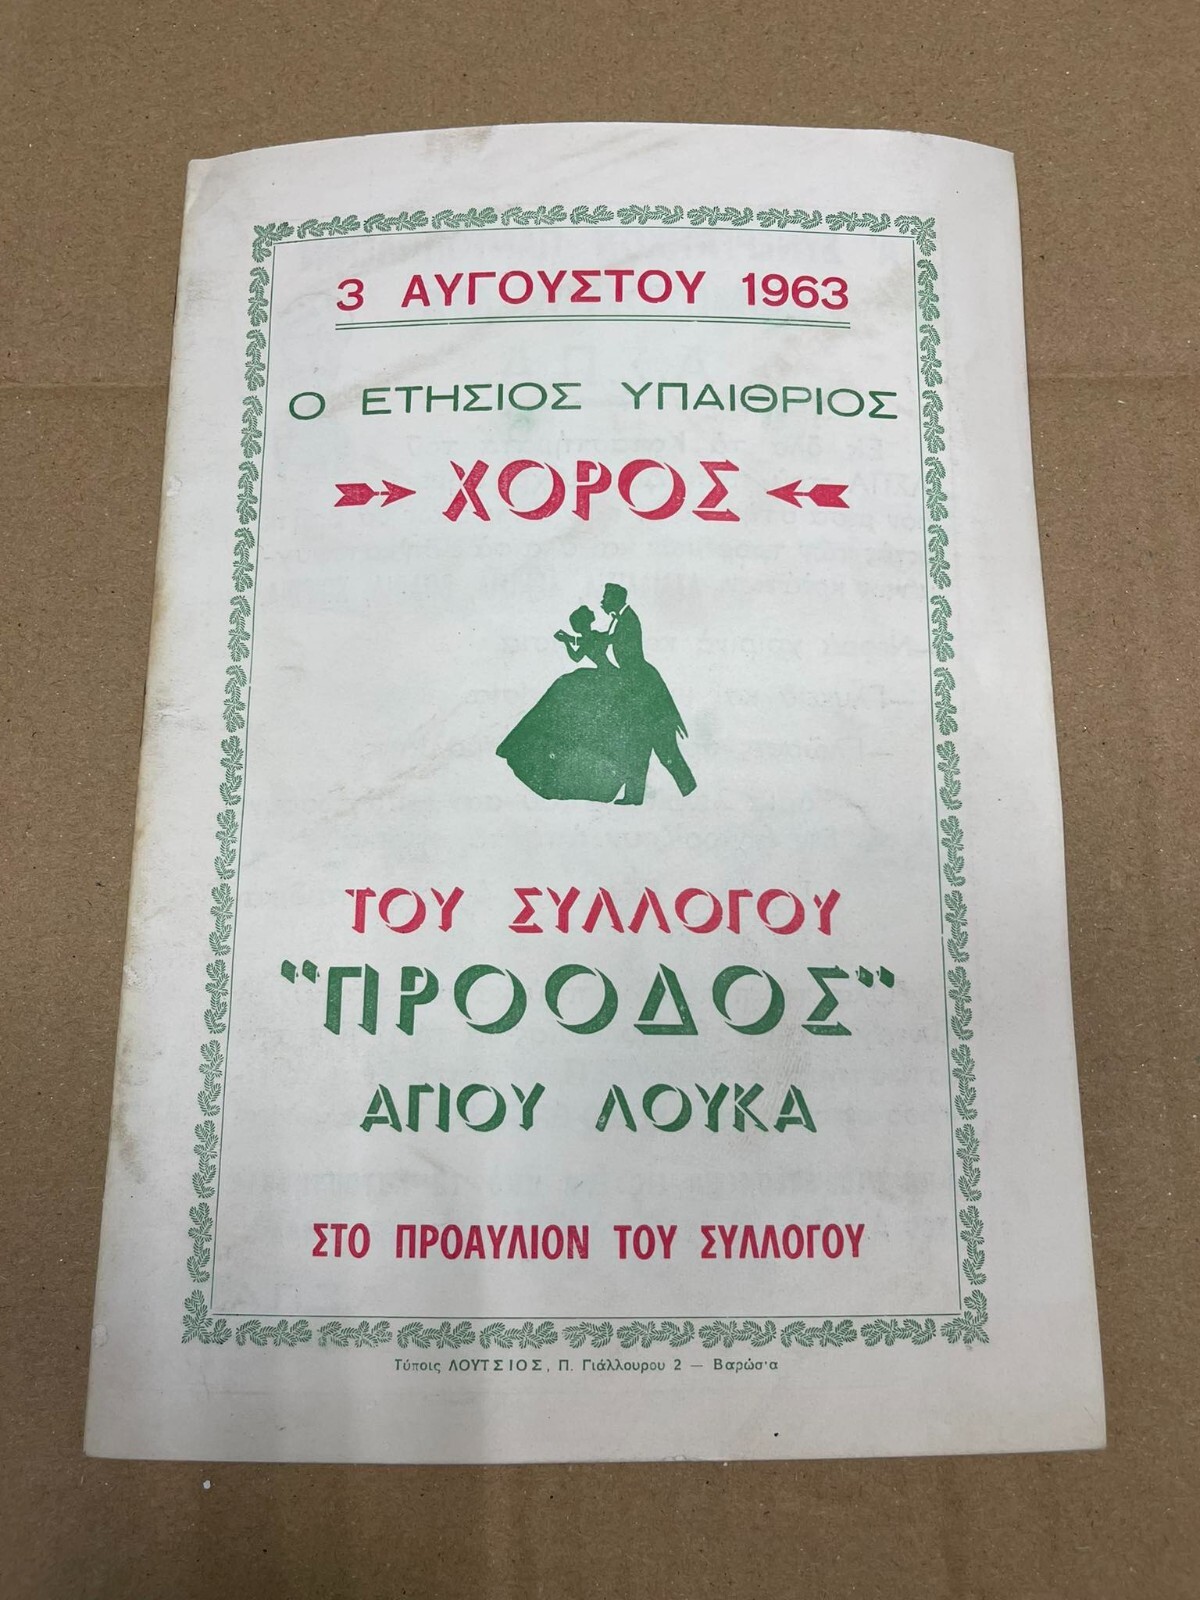 3 ΑΥΓΟΥΣΤΟΥ 1963
Ο ΕΤΗΣΙΟΣ ΥΠΑΙΘΡΙΟΣ
ΧΟΡΟΣ
ΤΟΥ ΣΥΛΛΟΓΟΥ
"ΠΡΟΟΔΟΣ"
ΑΓΙΟΥ ΛΟΥΚΑ
ΣΤΟ ΠΡΟΑΥΛΙΟΝ ΤΟΥ ΣΥΛΛΟΓΟΥ
Τύποις ΛΟΥΤΣΙΟΣ, Π. Γιάλλουρου 2 — Βαρώσια